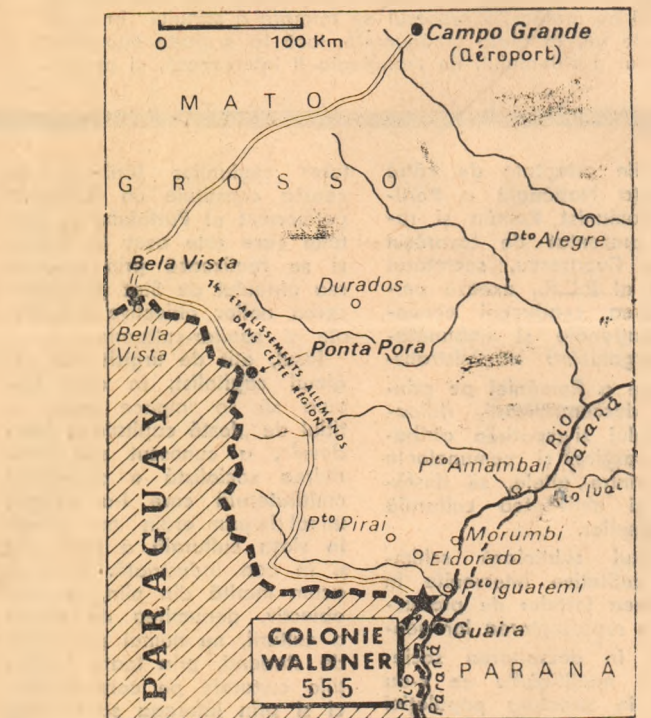 0 100 Km
Campo Grande
(aéroport)
MATO
GROSSO
Pto Alegre
Bela Vista
Durados
Bella
Vista
14 ÉTABLISSEMENTS ALLEMANDS
DANS CETTE
RÉGION
Ponta Pora
RIO
Paraná
Pto Amambai
Rio Ivai
Pto Pirai
Morumbi
Eldorado
Pto Iguatemi
PARAGUAY
COLONIE
WALDNER
555
Guaira
Rio
Paraná
PARANÁ